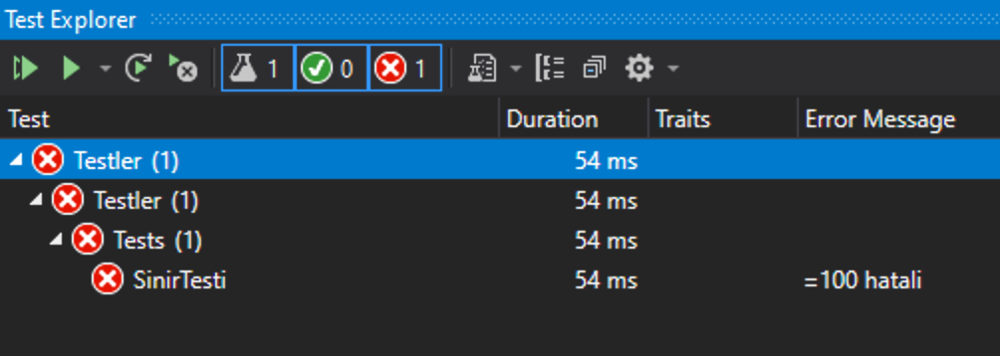 Test Explorer
1 0 1
Test Duration Traits Error Message
Testler (1) 54 ms
Testler (1) 54 ms
Tests (1) 54 ms
SinirTesti 54 ms =100 hatali